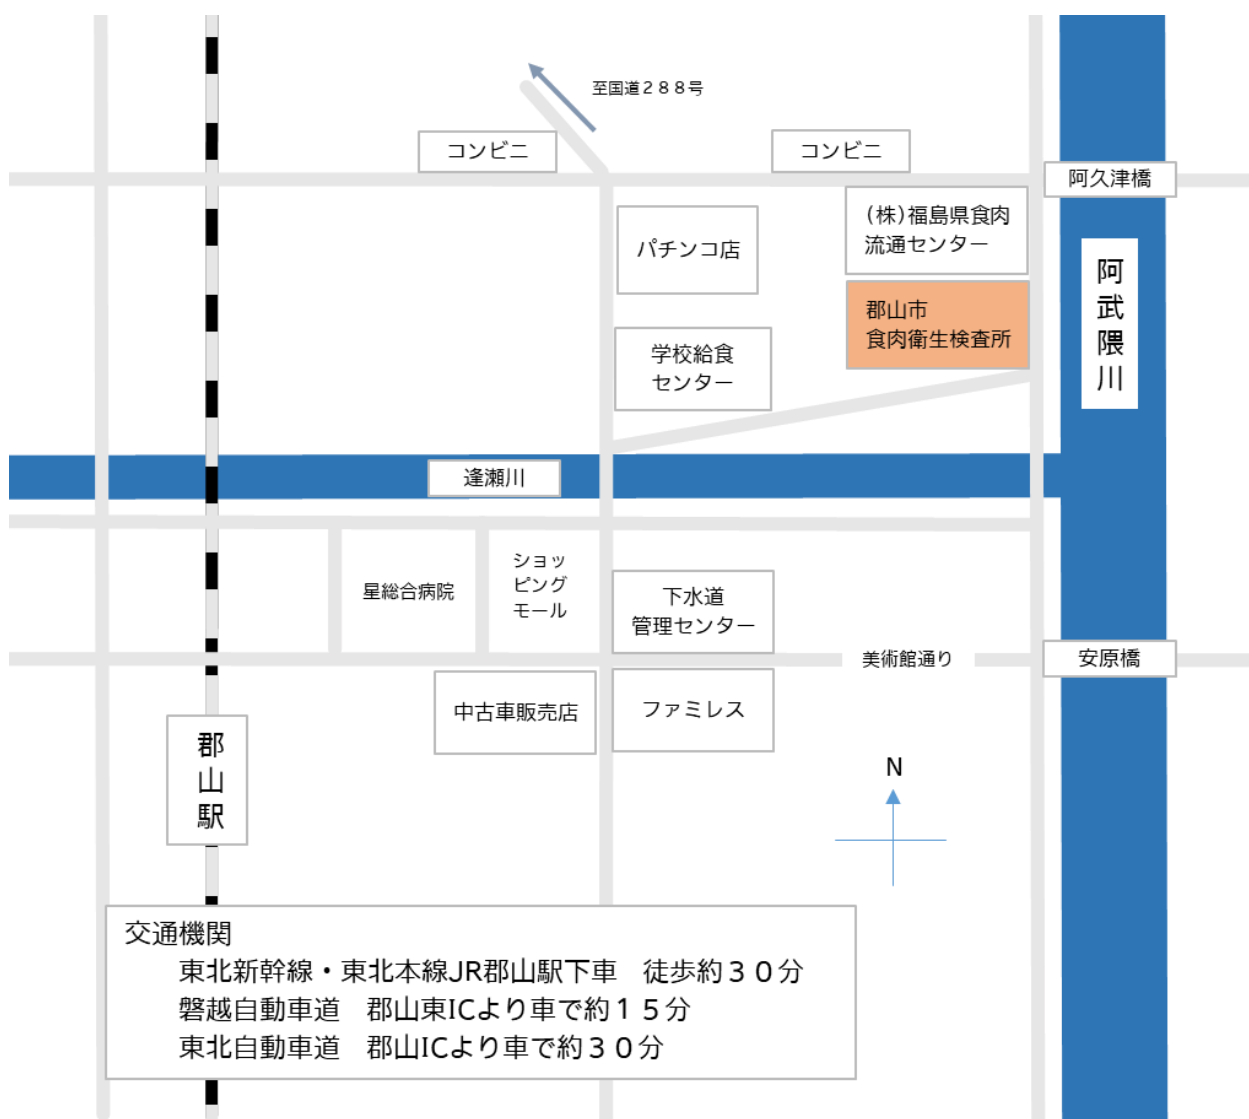 至国道２８８号
コンビニ
コンビニ
阿久津橋
(株)福島県食肉
流通センター
パチンコ店
阿武隈川
郡山市
食肉衛生検査所
学校給食
センター
逢瀬川
ショッ
ピング
モール
星総合病院
下水道
管理センター
美術館通り
安原橋
中古車販売店
ファミレス
郡山駅
N
交通機関
東北新幹線・東北本線JR郡山駅下車　徒歩約３０分
磐越自動車道　郡山東ICより車で約１５分
東北自動車道　郡山ICより車で約３０分